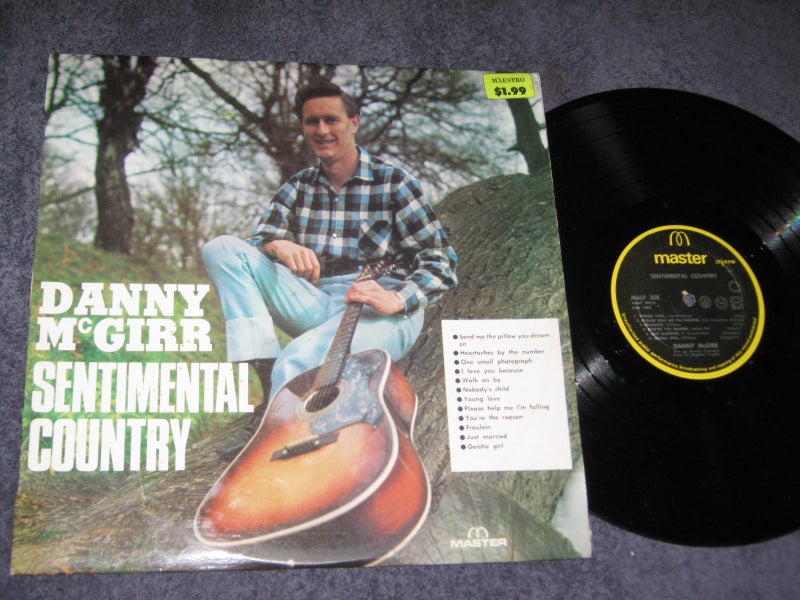 MAESTRO
$1.99
DANNY
McGIRR
SENTIMENTAL
COUNTRY
Send me the pillow you dream
on
Heartaches by the number
One small photograph
I love you because
Walk on by
Nobody's child
Young love
Please help me I'm falling
You're the reason
Fraulein
Just married
Geisha girl
MASTER
master
SENTIMENTAL COUNTRY
MALP 308
DANNY McGIRR